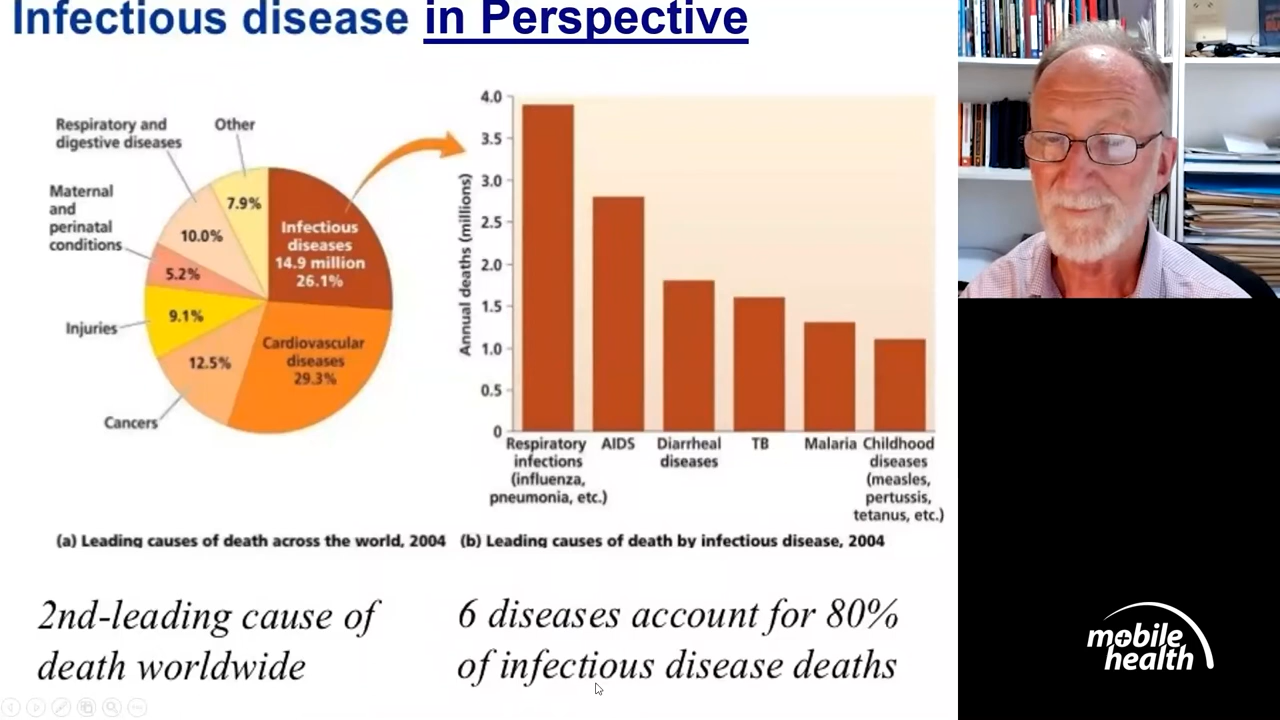 Infectious disease in Perspective
Respiratory and
digestive diseases
Other
Maternal
and
perinatal
conditions
7.9%
10.0%
5.2%
Injuries
9.1%
12.5%
Cancers
Infectious
diseases
14.9 million
26.1%
Cardiovascular
diseases
29.3%
(a) Leading causes of death across the world, 2004
Annual deaths (millions)
4.0
3.5
3.0
2.5
2.0
1.5
1.0
0.5
0
Respiratory
infections
(influenza,
pneumonia, etc.)
AIDS
Diarrheal
diseases
TB
Malaria
Childhood
diseases
(measles,
pertussis,
tetanus, etc.)
(b) Leading causes of death by infectious disease, 2004
2nd-leading cause of
death worldwide
6 diseases account for 80%
of infectious disease deaths
mobile
health